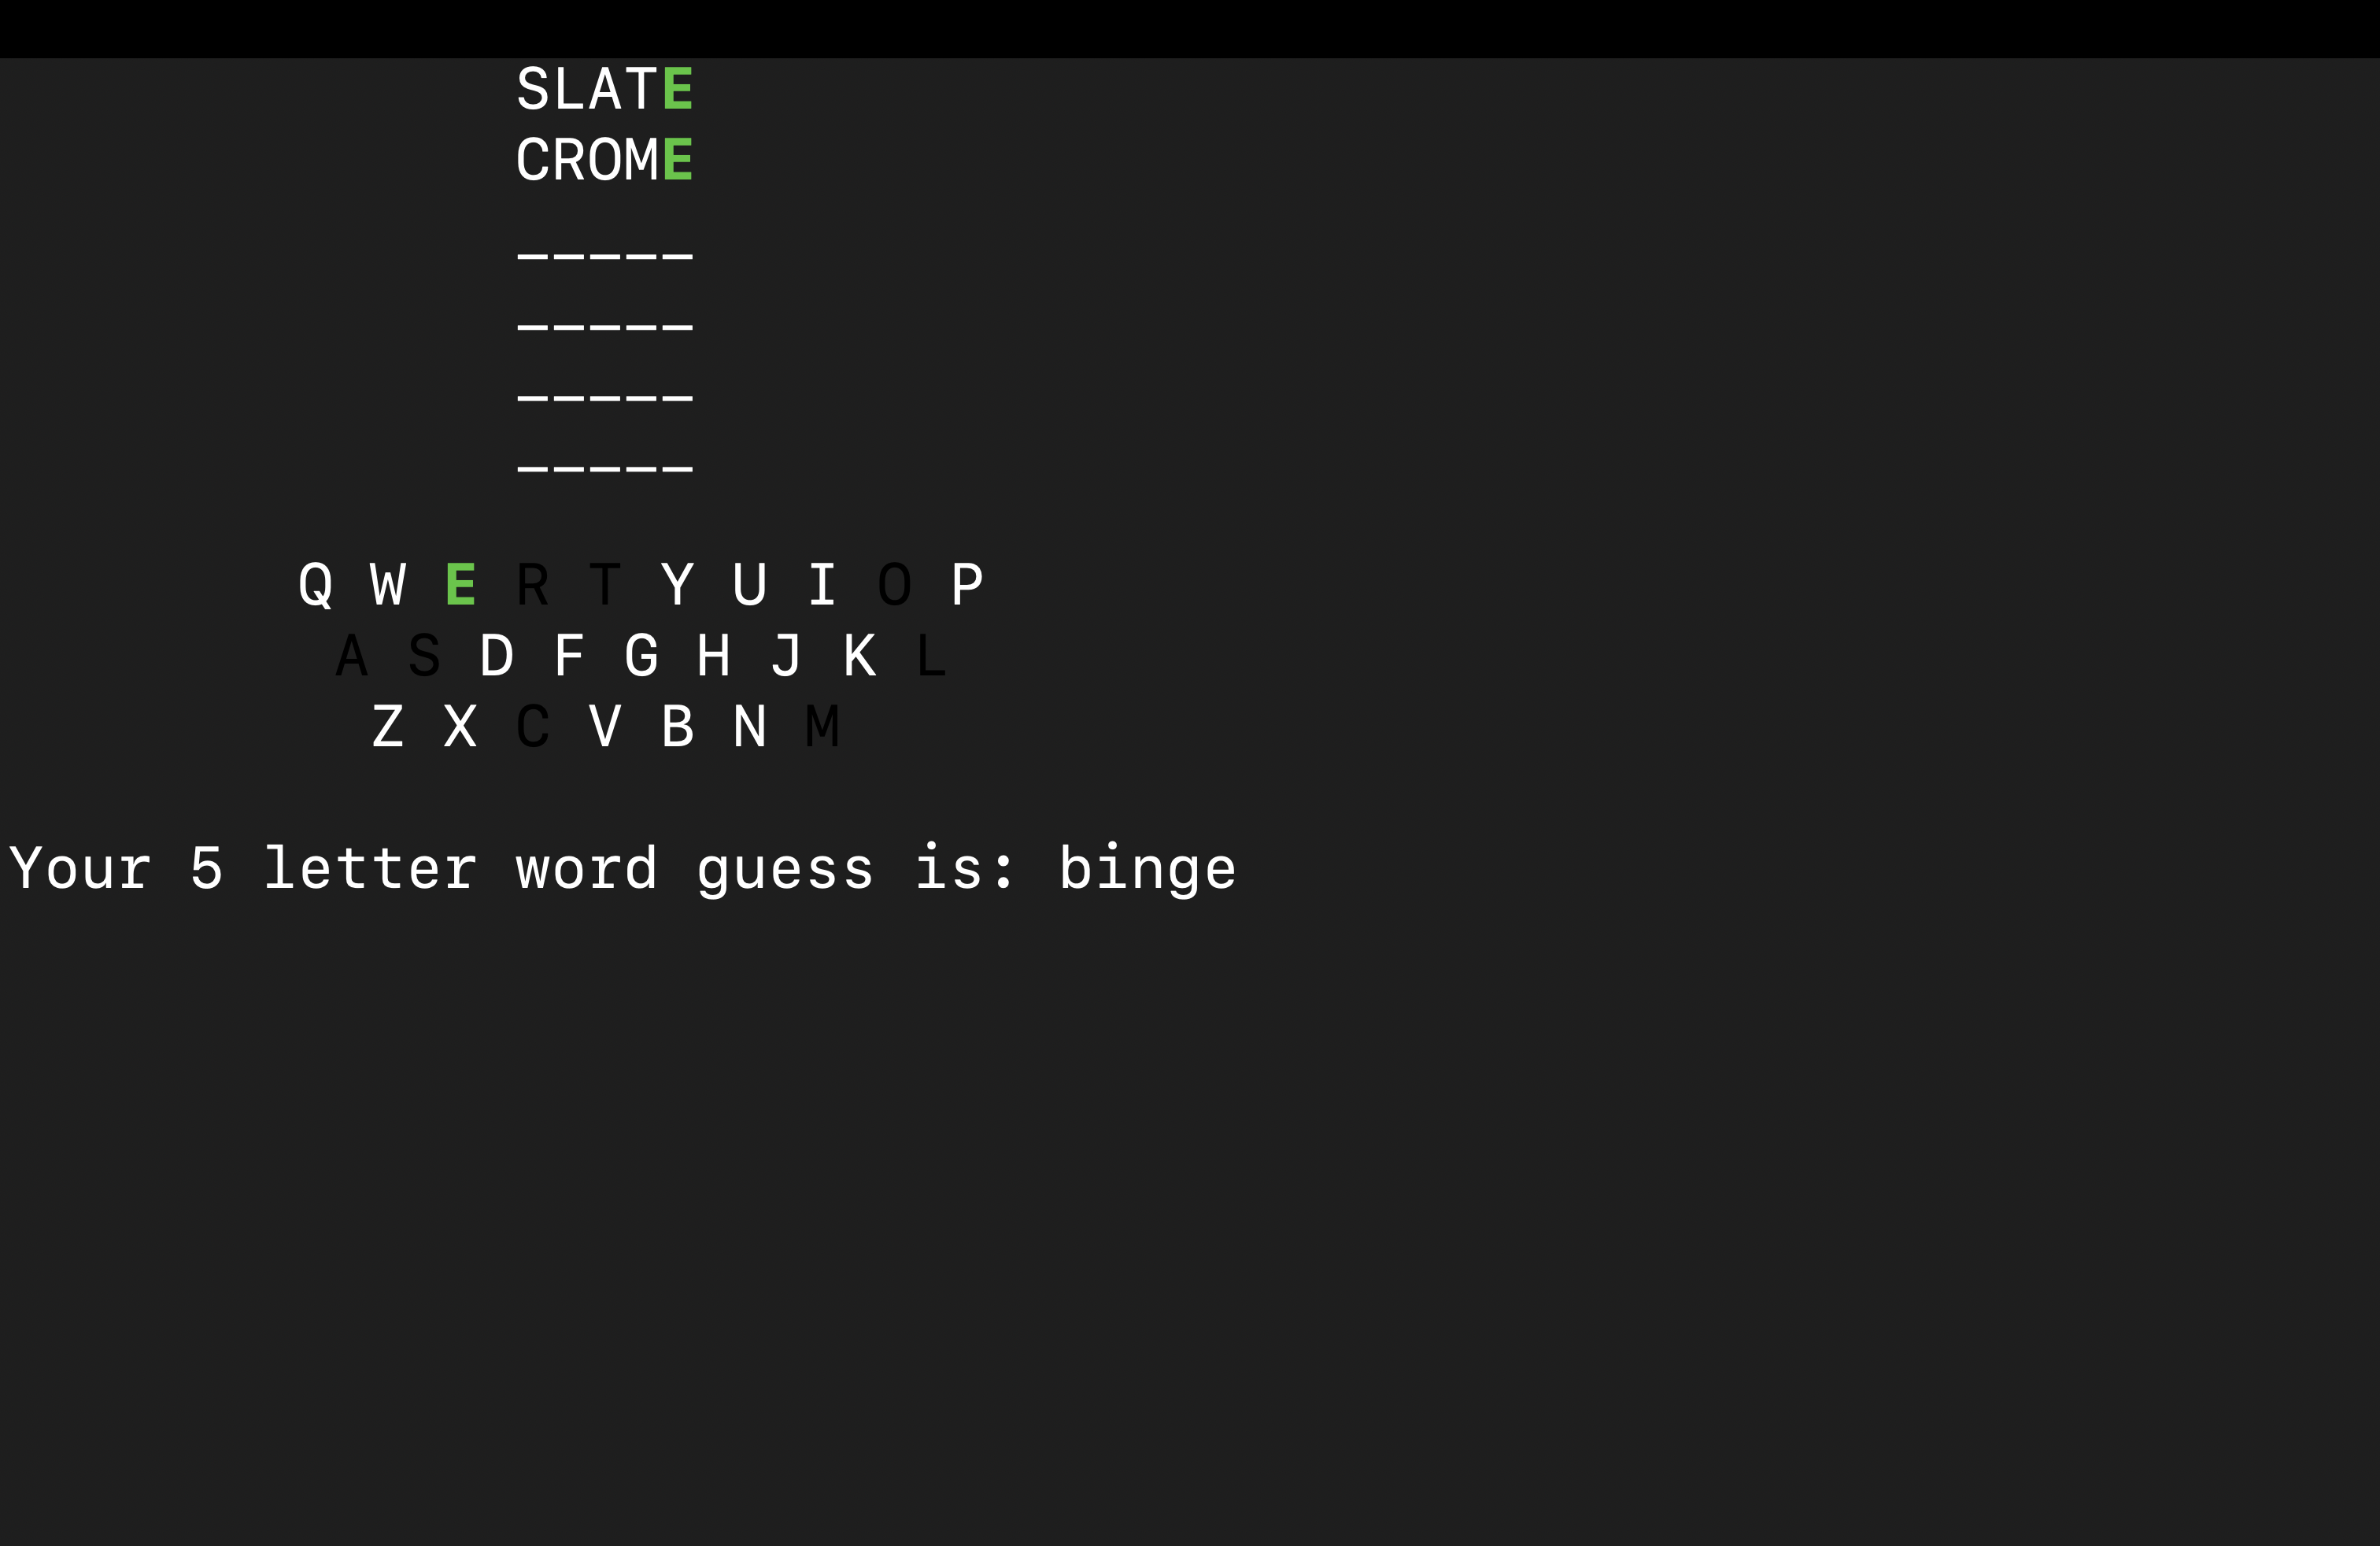 SLATE
CROME
_____
_____
_____
_____
Q W E R T Y U I O P
A S D F G H J K L
Z X C V B N M
Your 5 letter word guess is: binge